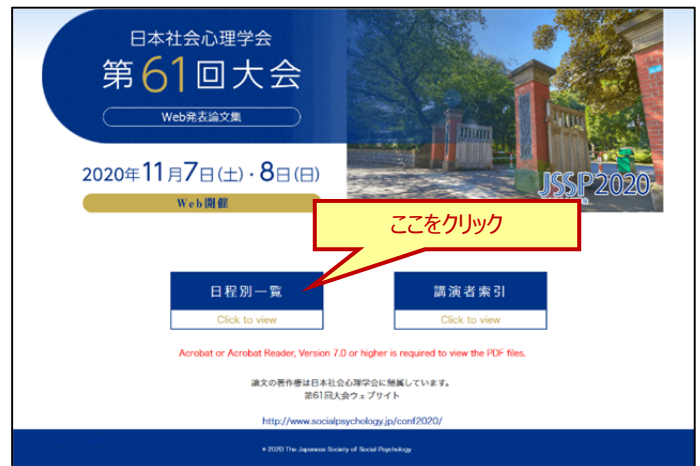 日本社会心理学会
第61回大会
Web発表論文集
2020年11月7日(土)・8日(日)
Web開催
JSSP2020
ここをクリック
日程別一覧
Click to view
講演者索引
Click to view
Acrobat or Acrobat Reader, Version 7.0 or higher is required to view the PDF files.
論文の著作権は日本社会心理学会に帰属しています。
第61回大会ウェブサイト
http://www.socialpsychology.jp/conf2020/
© 2020 The Japanese Society of Social Psychology